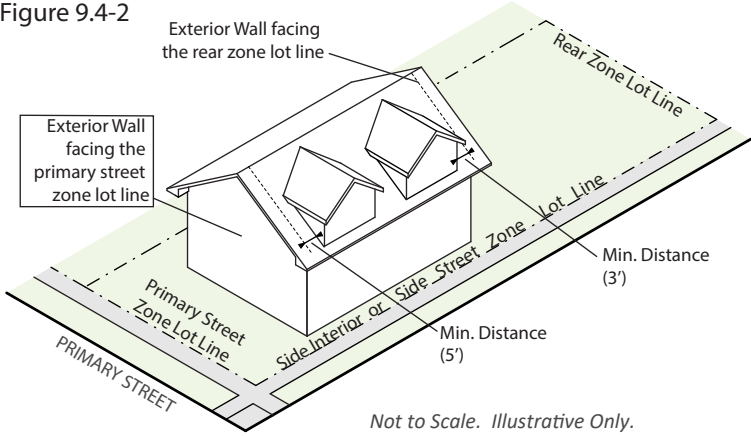 Figure 9.4-2
Exterior Wall facing
the rear zone lot line
Rear Zone Lot Line
Exterior Wall
facing the
primary street
zone lot line
Min. Distance
(3')
Primary Street
Zone Lot Line
Side Interior or Side Street Zone Lot Line
Min. Distance
(5')
PRIMARY STREET
Not to Scale. Illustrative Only.